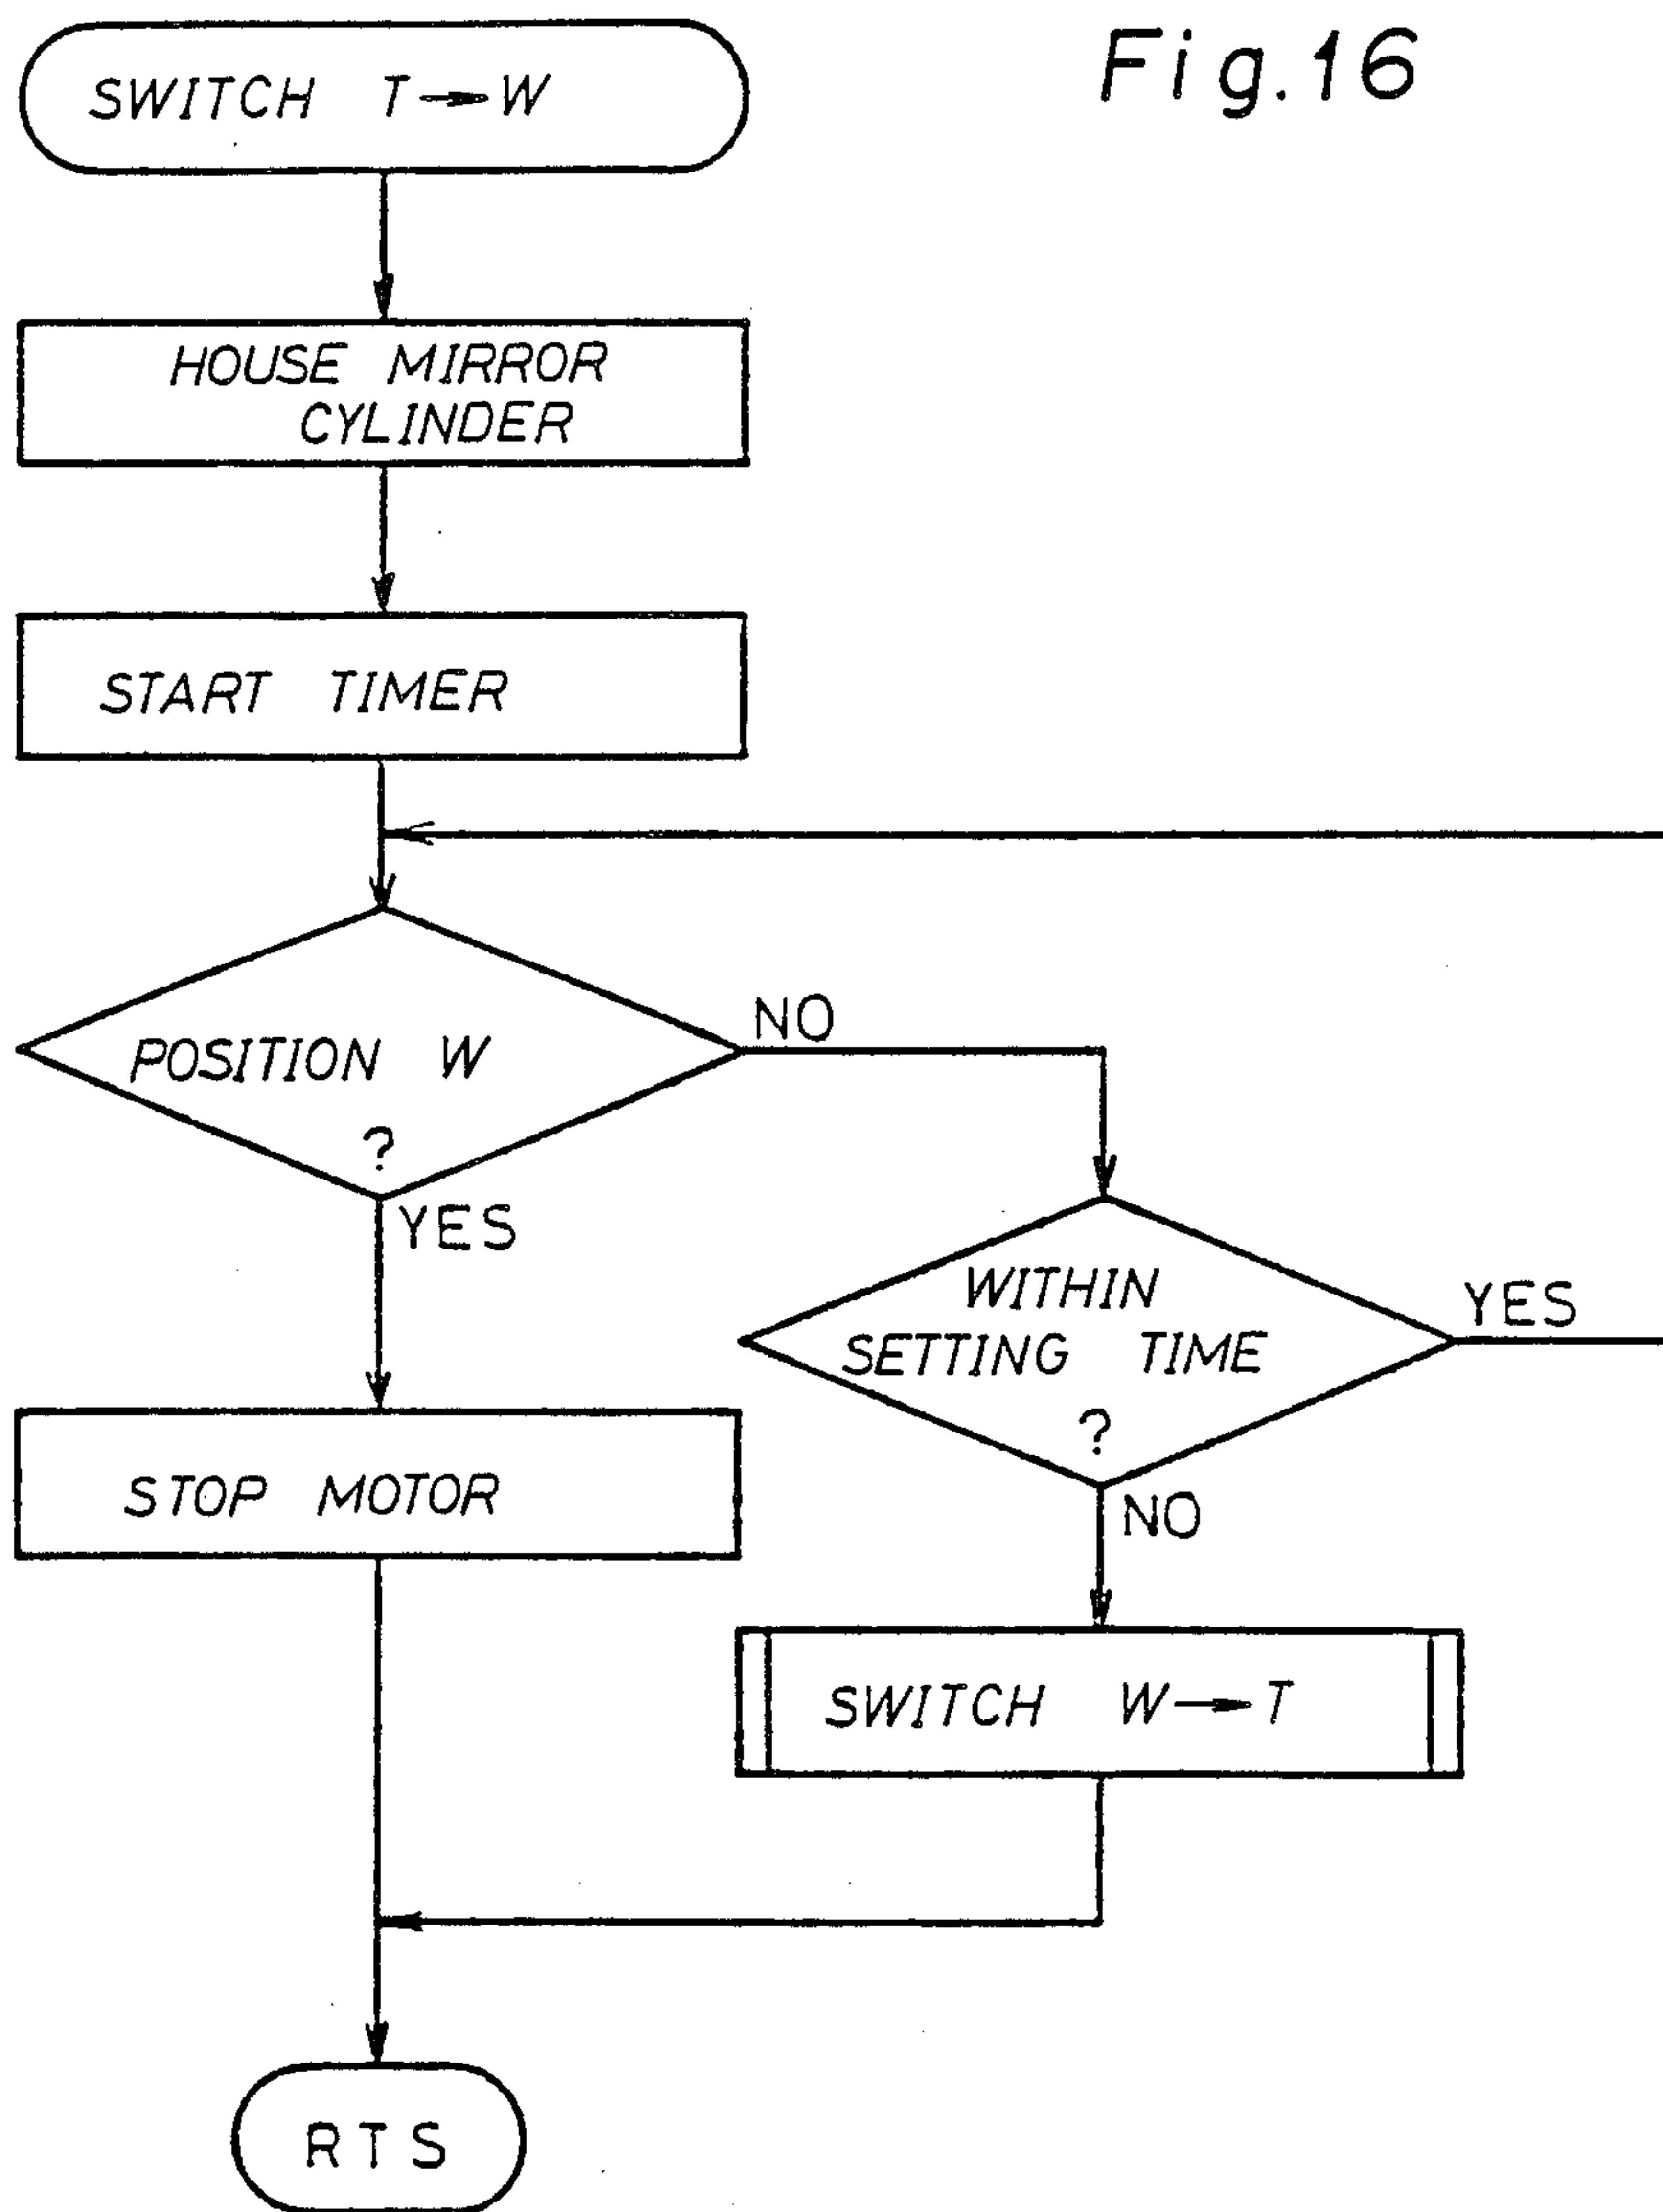 Fig.16
SWITCH T→W
HOUSE MIRROR
CYLINDER
START TIMER
POSITION W
?
NO
YES
WITHIN
SETTING TIME
?
YES
NO
STOP MOTOR
SWITCH W→T
RTS